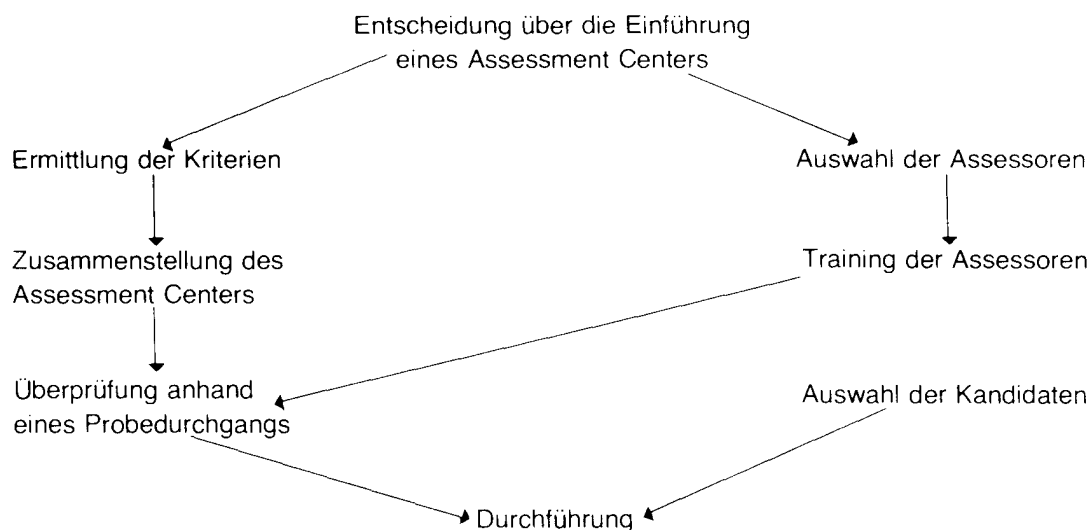 Entscheidung über die Einführung
eines Assessment Centers
Ermittlung der Kriterien
Auswahl der Assessoren
Zusammenstellung des
Assessment Centers
Training der Assessoren
Überprüfung anhand
eines Probedurchgangs
Auswahl der Kandidaten
Durchführung